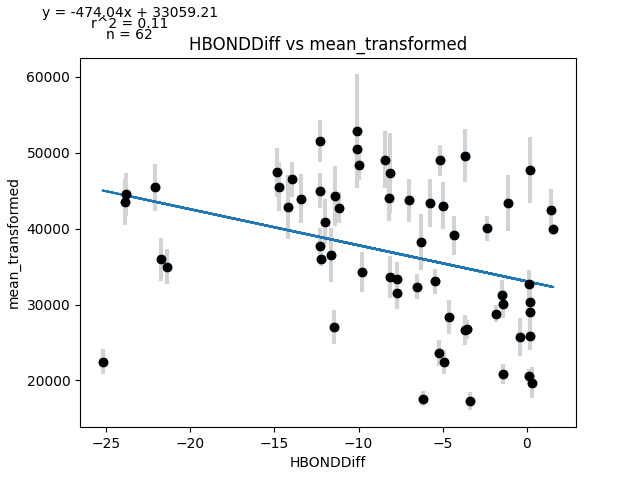 y = -474.04x + 33059.21
r^2 = 0.11
n = 62
HBONDDiff vs mean_transformed
60000
50000
40000
30000
20000
mean_transformed
−25
−20
−15
−10
−5
0
HBONDDiff